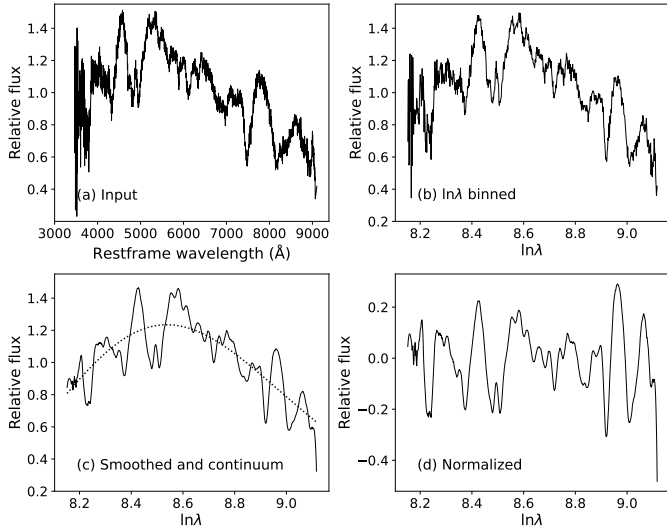 Relative flux
1.4
1.2
1.0
0.8
0.6
0.4
(a) Input
3000 4000 5000 6000 7000 8000 9000
Restframe wavelength (Å)
Relative flux
1.4
1.2
1.0
0.8
0.6
0.4
0.2
(b) lnλ binned
8.2 8.4 8.6 8.8 9.0
lnλ
Relative flux
1.4
1.2
1.0
0.8
0.6
0.4
0.2
(c) Smoothed and continuum
8.2 8.4 8.6 8.8 9.0
lnλ
Relative flux
0.2
0.0
−0.2
−0.4
(d) Normalized
8.2 8.4 8.6 8.8 9.0
lnλ